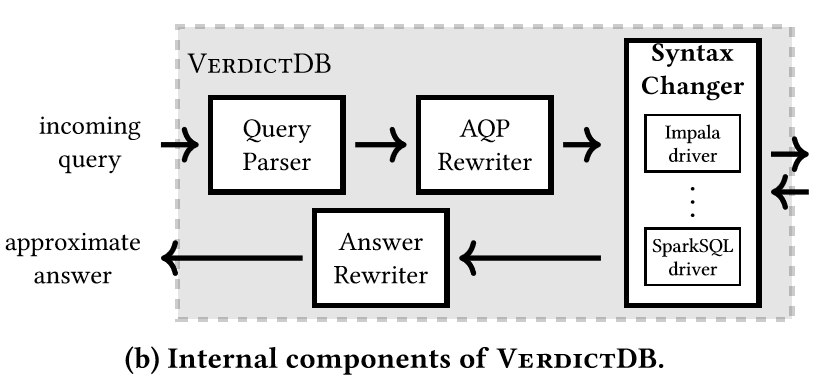 VERDICTDB
Syntax
Changer
incoming
query
Query
Parser
AQP
Rewriter
Impala
driver
⋮
approximate
answer
Answer
Rewriter
SparkSQL
driver
(b) Internal components of VERDICTDB.